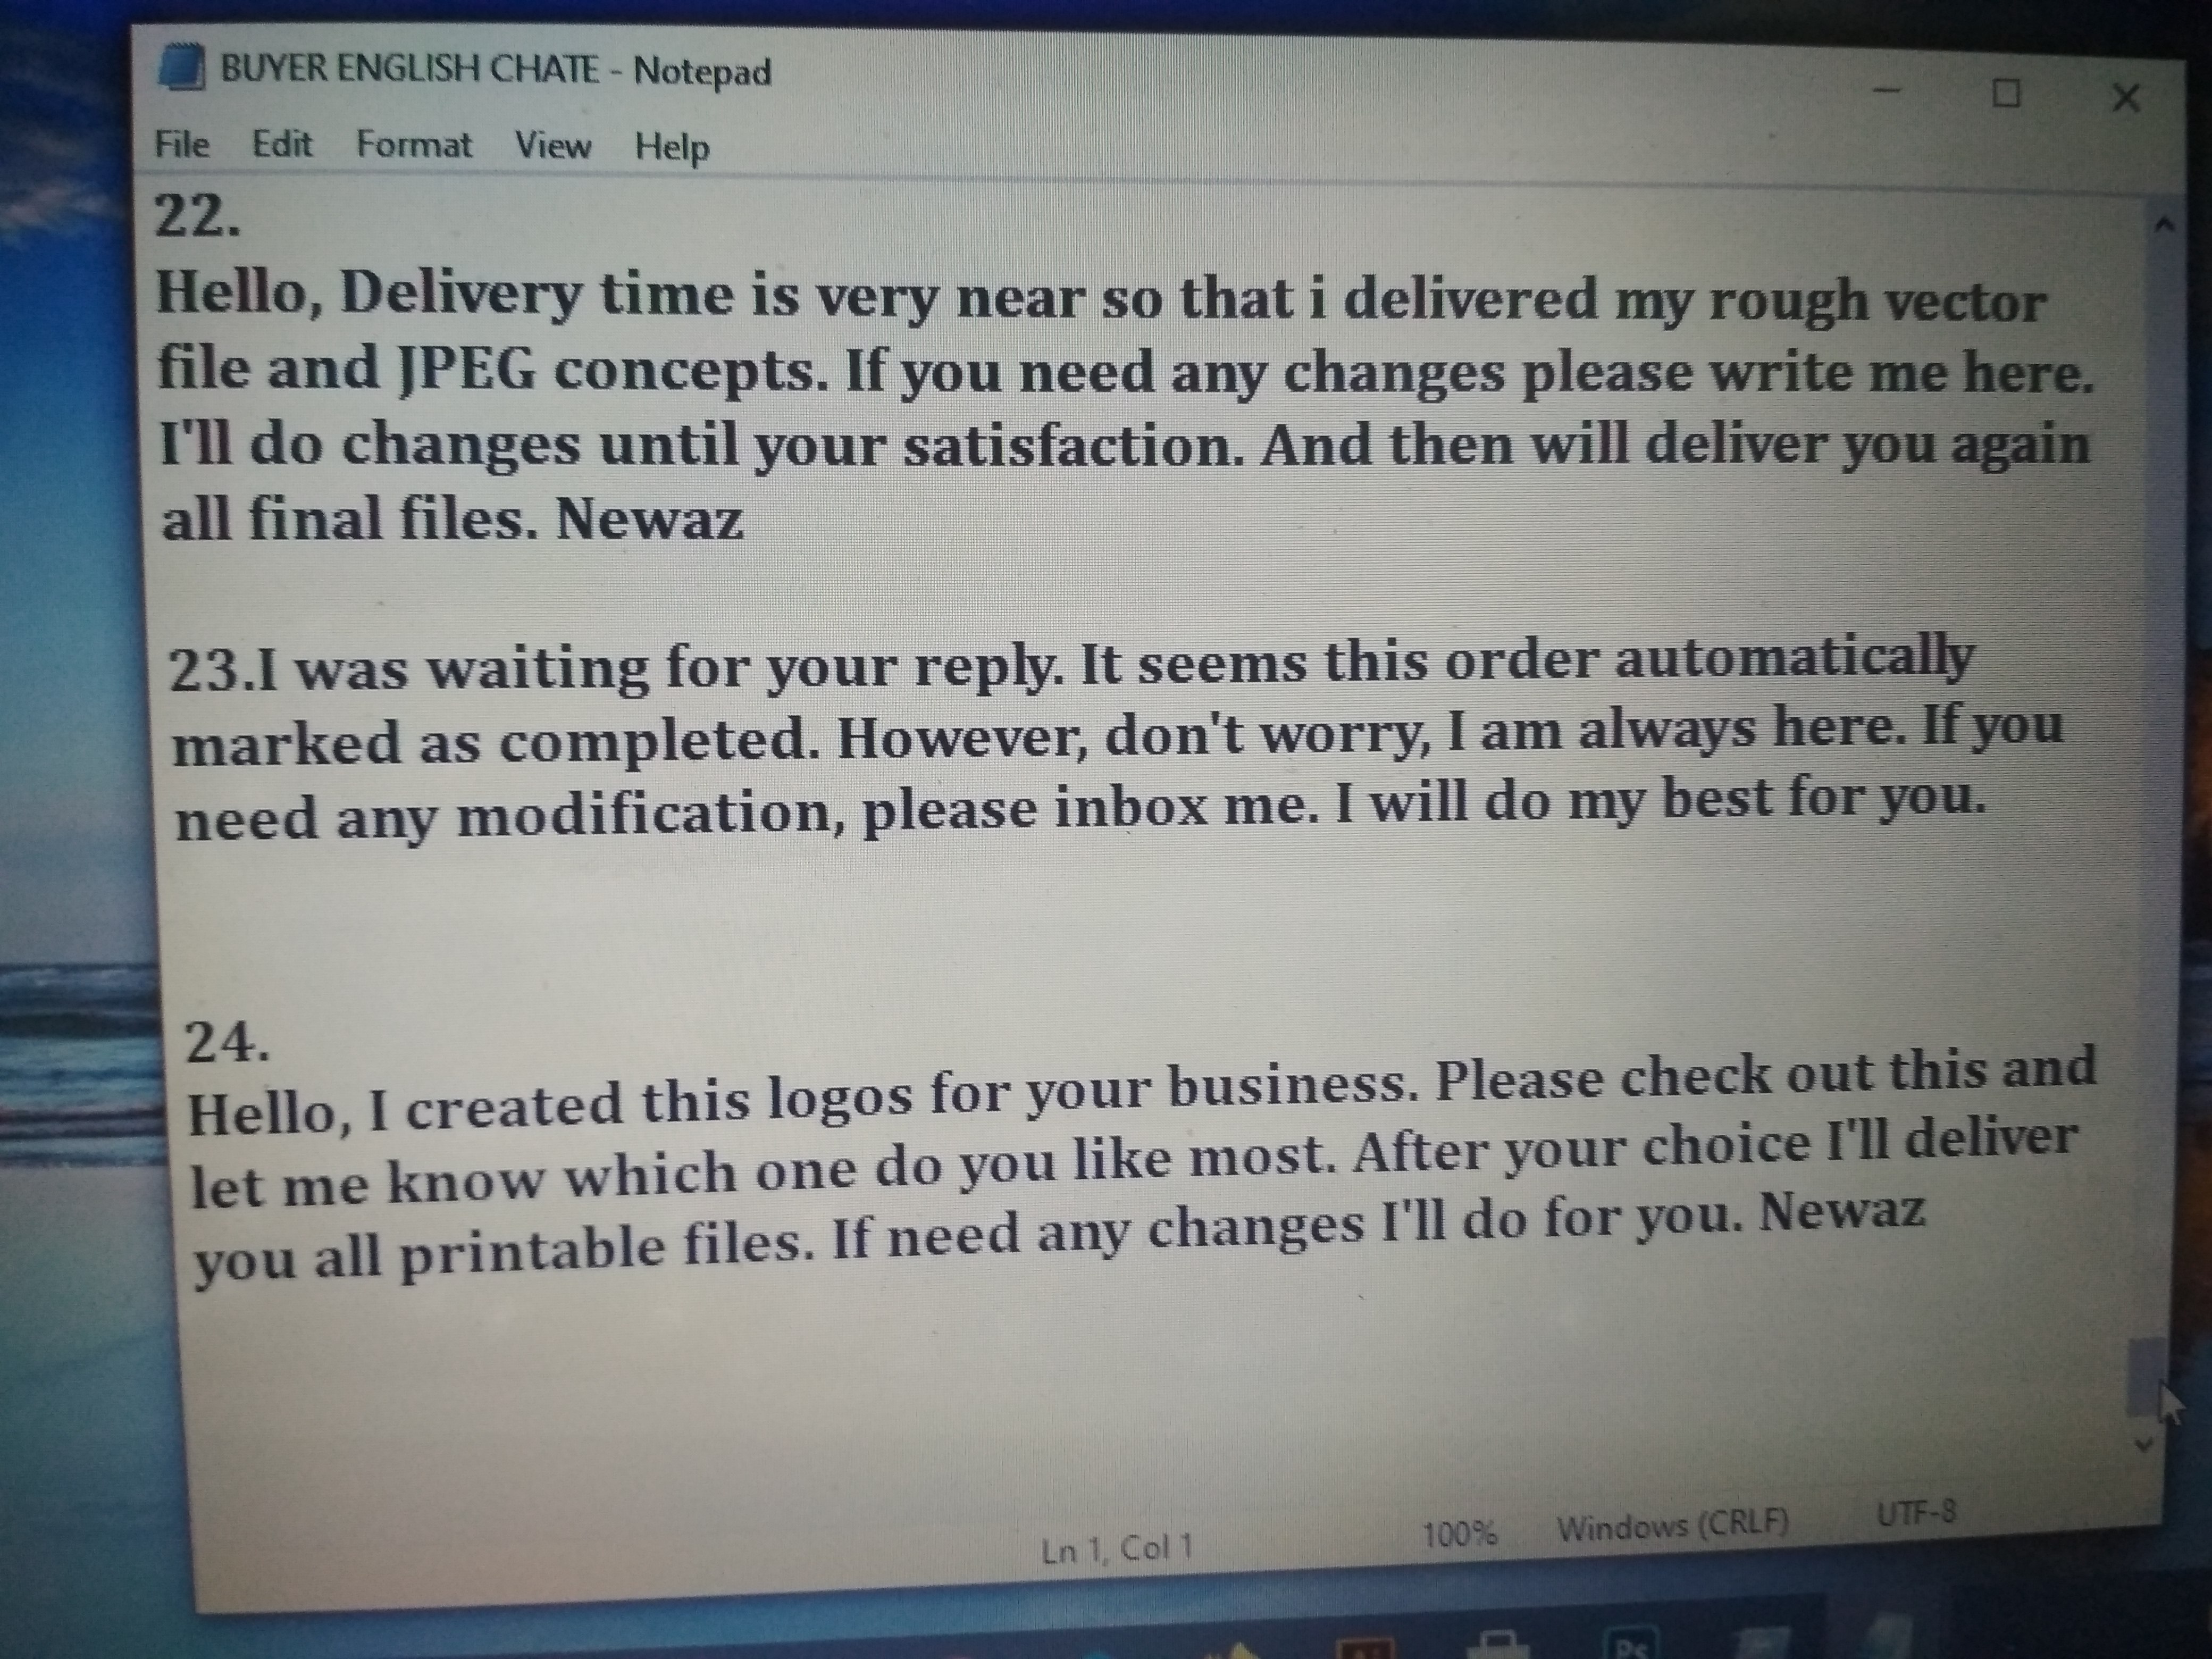 BUYER ENGLISH CHATE - Notepad
File Edit Format View Help
22.
Hello, Delivery time is very near so that i delivered my rough vector
file and JPEG concepts. If you need any changes please write me here.
I'll do changes until your satisfaction. And then will deliver you again
all final files. Newaz
23.I was waiting for your reply. It seems this order automatically
marked as completed. However, don't worry, I am always here. If you
need any modification, please inbox me. I will do my best for you.
24.
Hello, I created this logos for your business. Please check out this and
let me know which one do you like most. After your choice I'll deliver
you all printable files. If need any changes I'll do for you. Newaz
Ln 1, Col 1 100% Windows (CRLF) UTF-8
Ps